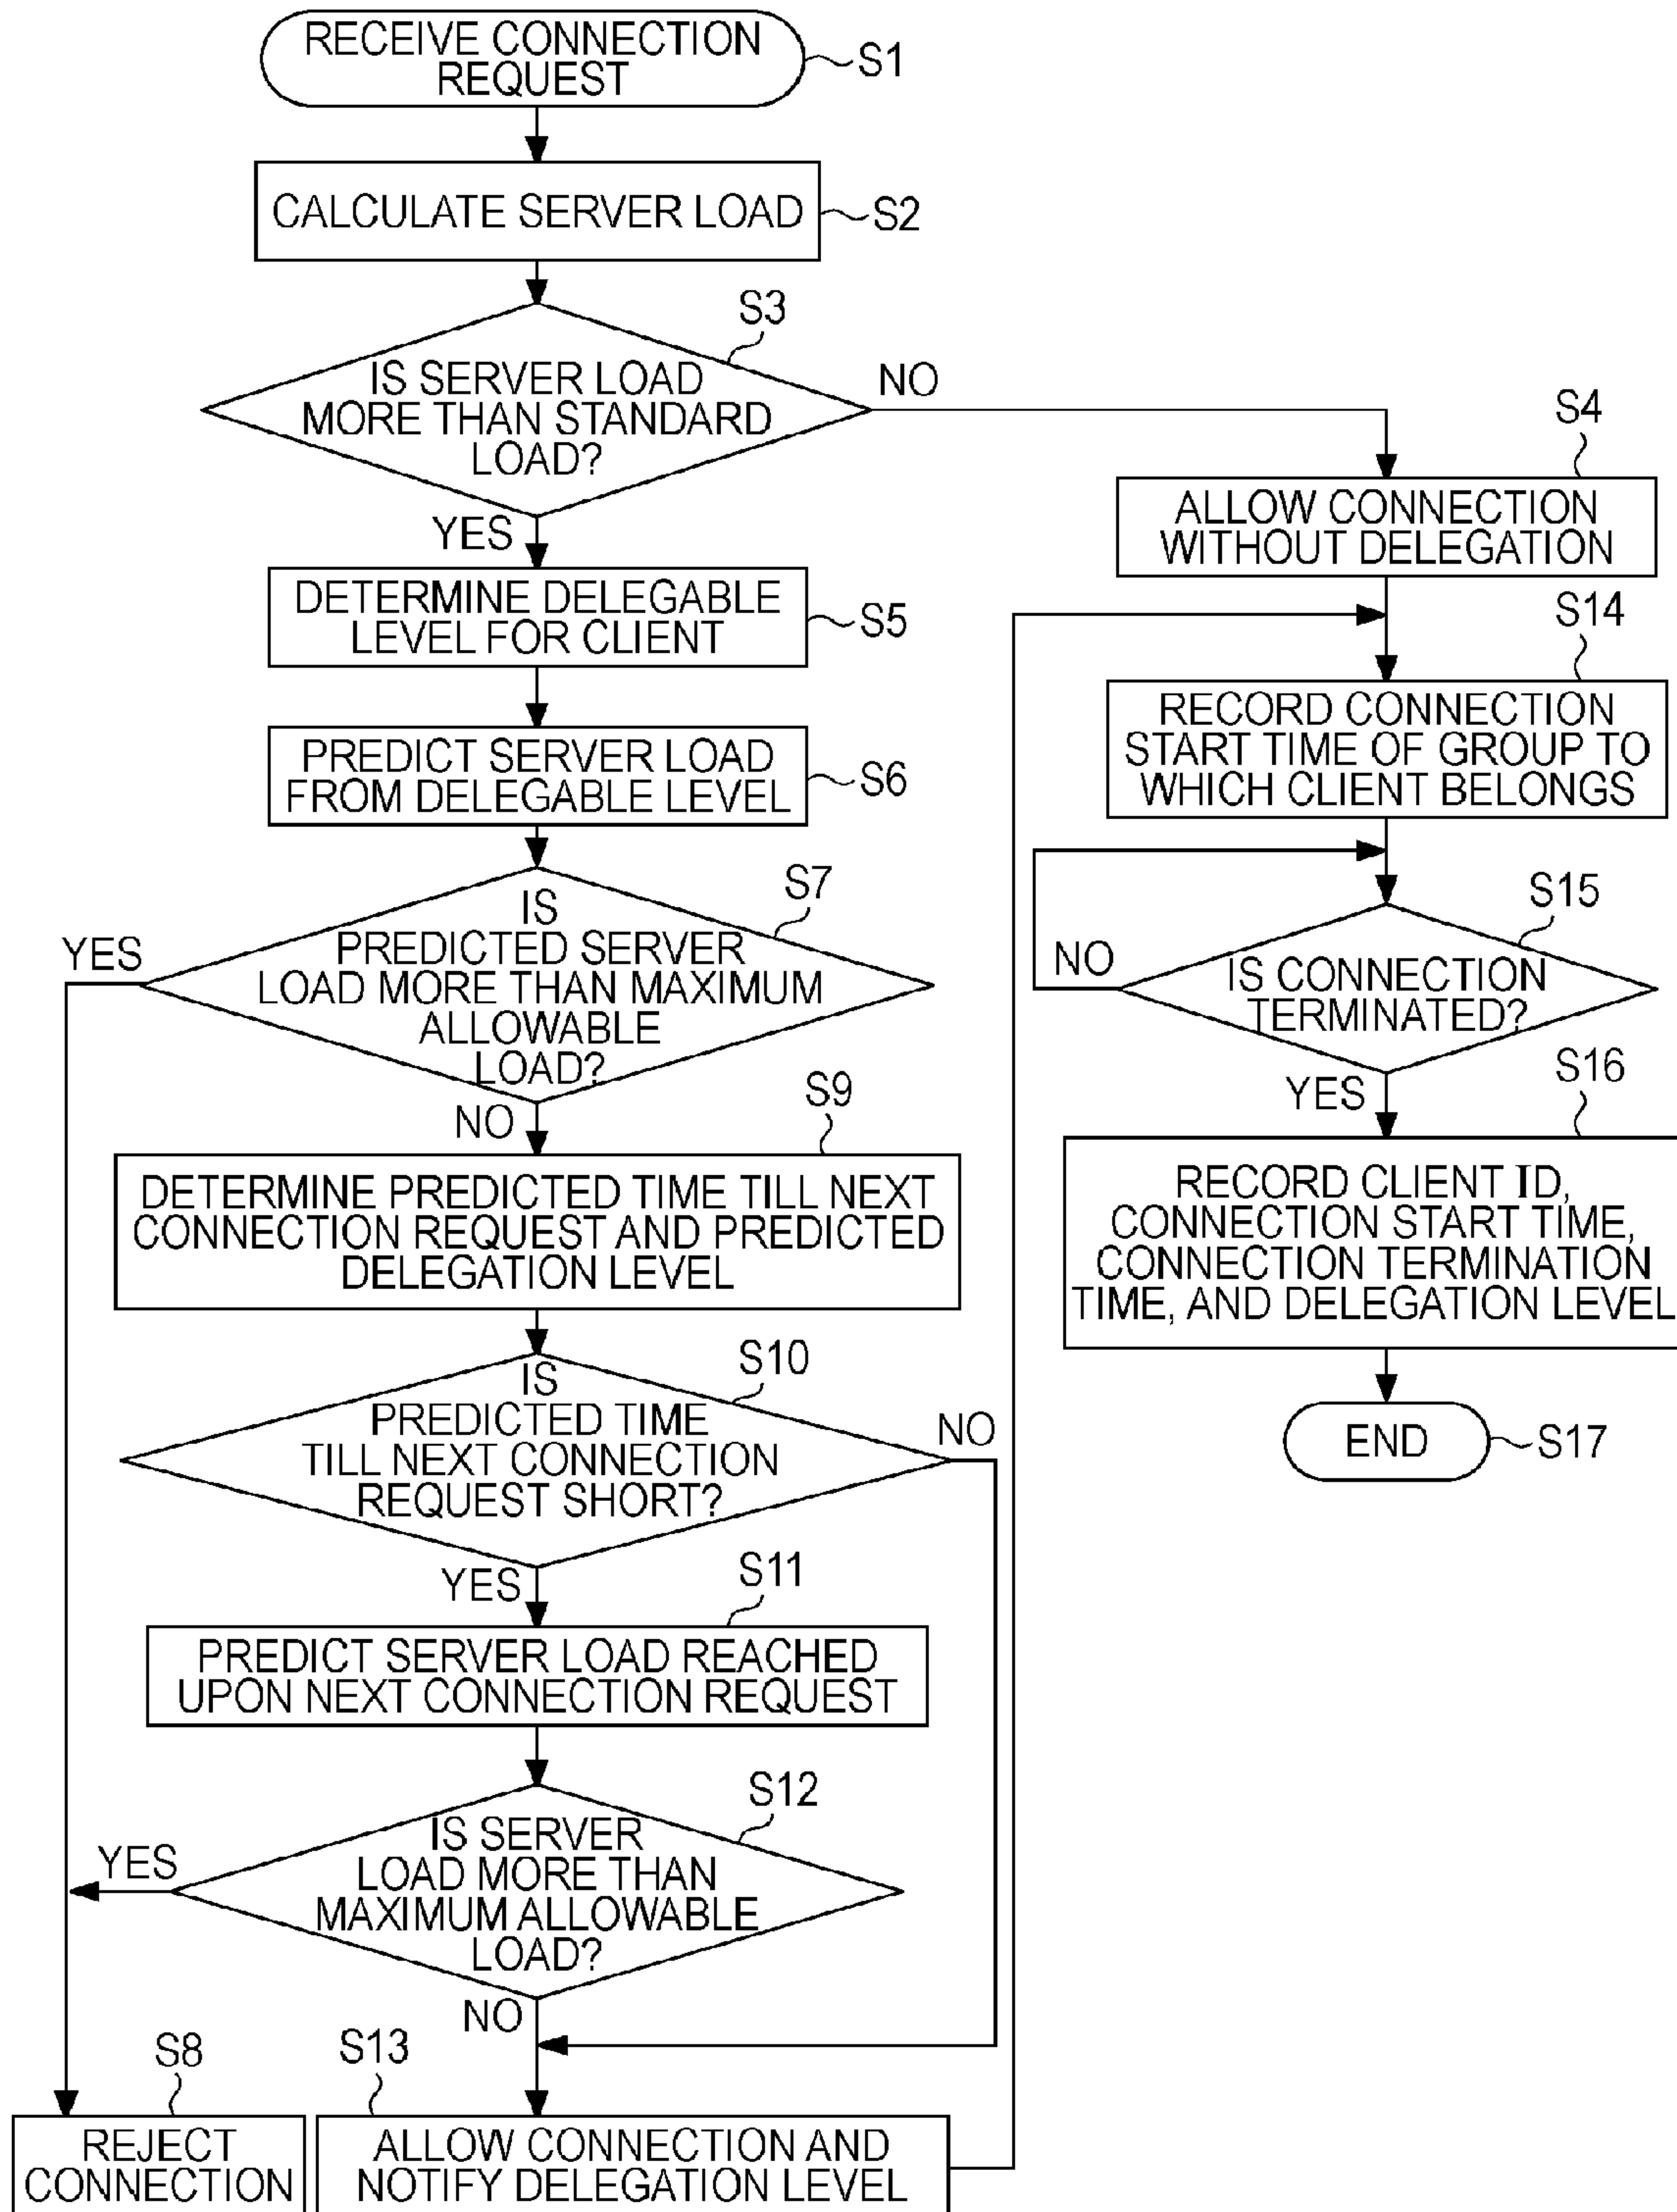 RECEIVE CONNECTION
REQUEST
S1
CALCULATE SERVER LOAD
S2
S3
IS SERVER LOAD
MORE THAN STANDARD
LOAD?
NO
YES
S4
ALLOW CONNECTION
WITHOUT DELEGATION
DETERMINE DELEGABLE
LEVEL FOR CLIENT
S5
PREDICT SERVER LOAD
FROM DELEGABLE LEVEL
S6
S7
IS
PREDICTED SERVER
LOAD MORE THAN MAXIMUM
ALLOWABLE
LOAD?
YES
NO
S9
DETERMINE PREDICTED TIME TILL NEXT
CONNECTION REQUEST AND PREDICTED
DELEGATION LEVEL
S10
IS
PREDICTED TIME
TILL NEXT CONNECTION
REQUEST SHORT?
NO
YES
S11
PREDICT SERVER LOAD REACHED
UPON NEXT CONNECTION REQUEST
S12
IS SERVER
LOAD MORE THAN
MAXIMUM ALLOWABLE
LOAD?
YES
NO
S8
REJECT
CONNECTION
S13
ALLOW CONNECTION AND
NOTIFY DELEGATION LEVEL
S14
RECORD CONNECTION
START TIME OF GROUP TO
WHICH CLIENT BELONGS
S15
IS CONNECTION
TERMINATED?
NO
YES
S16
RECORD CLIENT ID,
CONNECTION START TIME,
CONNECTION TERMINATION
TIME, AND DELEGATION LEVEL
END
S17